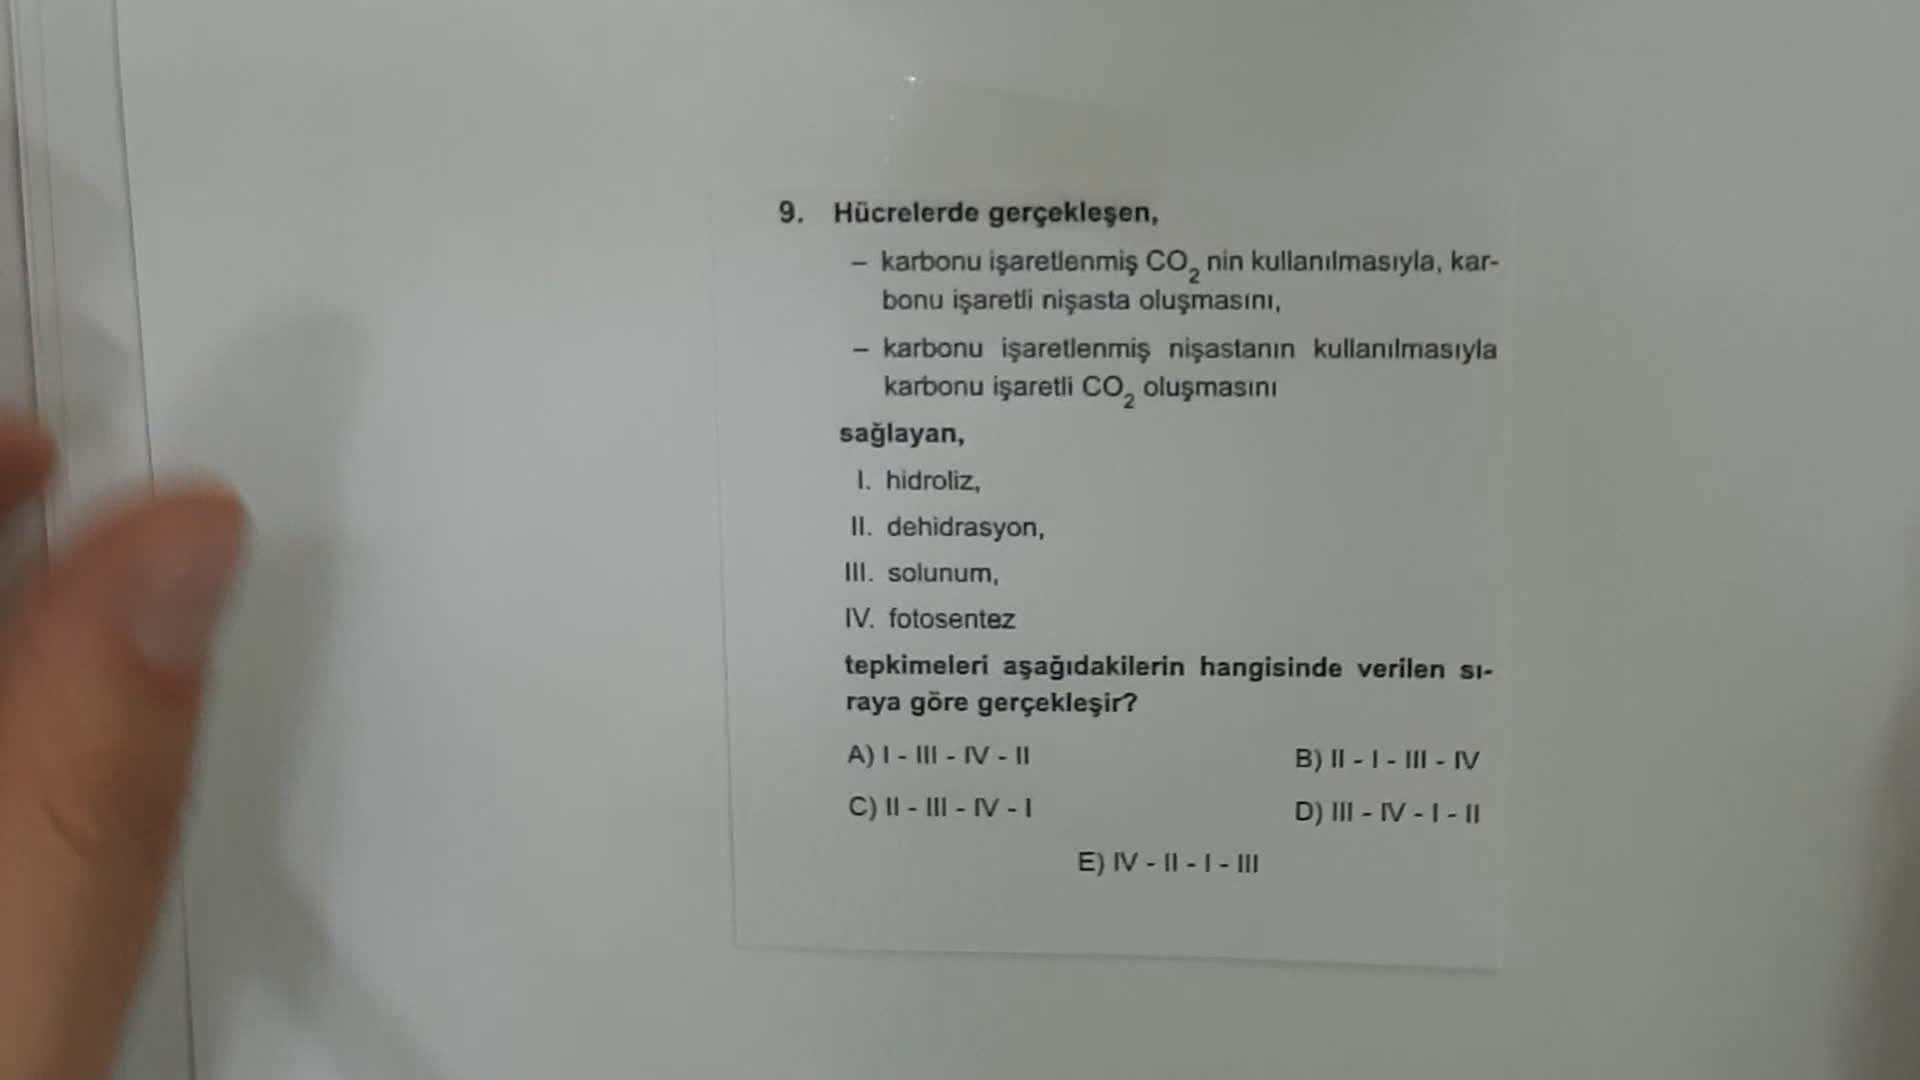 9. Hücrelerde gerçekleşen,
– karbonu işaretlenmiş CO₂ nin kullanılmasıyla, kar-
bonu işaretli nişasta oluşmasını,
– karbonu işaretlenmiş nişastanın kullanılmasıyla
karbonu işaretli CO₂ oluşmasını
sağlayan,
I. hidroliz,
II. dehidrasyon,
III. solunum,
IV. fotosentez
tepkimeleri aşağıdakilerin hangisinde verilen sı-
raya göre gerçekleşir?
A) I - III - IV - II B) II - I - III - IV
C) II - III - IV - I D) III - IV - I - II
E) IV - II - I - III